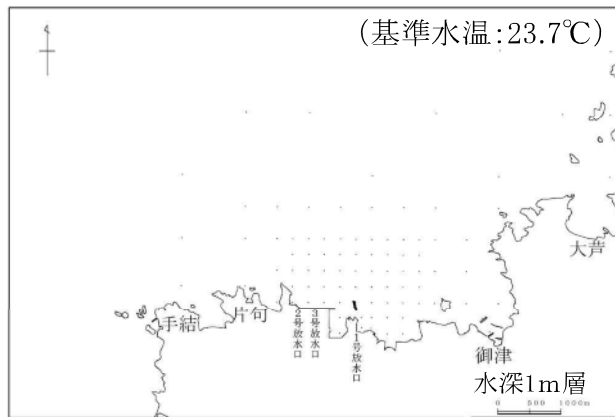 (基準水温:23.7℃)
大芦
手結
片句
2号放水口
3号放水口
1号放水口
御津
水深1m層
0 500 1000m